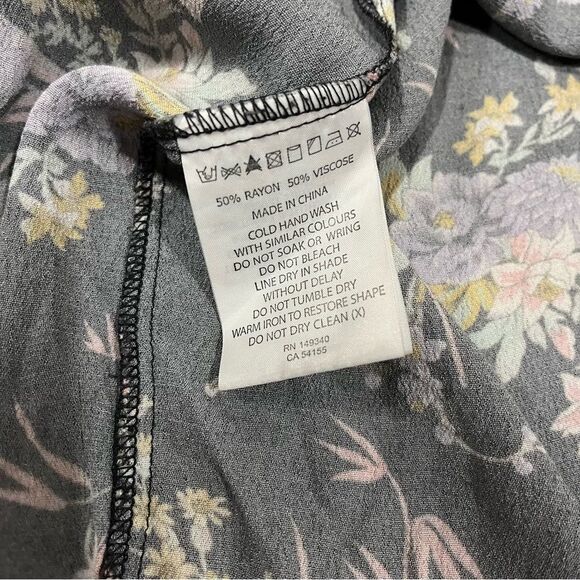 50% RAYON 50% VISCOSE
MADE IN CHINA
COLD HAND WASH
WITH SIMILAR COLOURS
DO NOT SOAK OR WRING
DO NOT BLEACH
LINE DRY IN SHADE
WITHOUT DELAY
DO NOT TUMBLE DRY
WARM IRON TO RESTORE SHAPE
DO NOT DRY CLEAN (X)
RN 149340
CA 54155